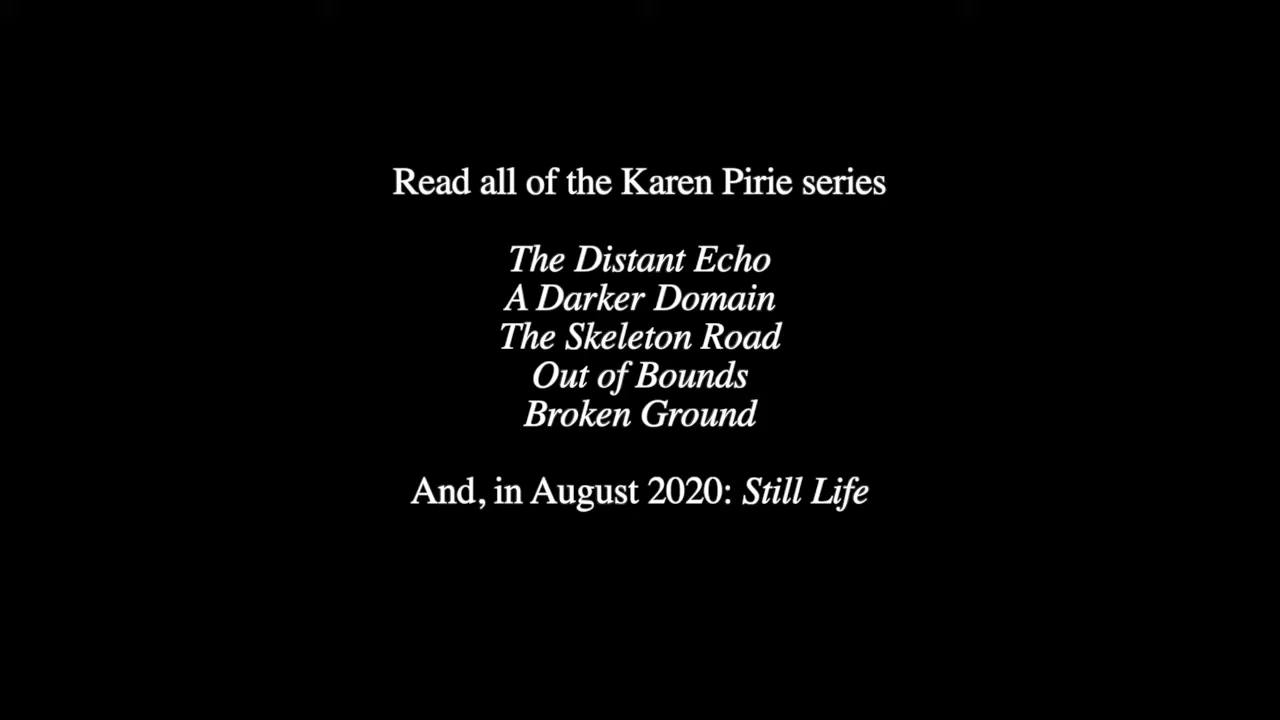 Read all of the Karen Pirie series
The Distant Echo
A Darker Domain
The Skeleton Road
Out of Bounds
Broken Ground
And, in August 2020: Still Life